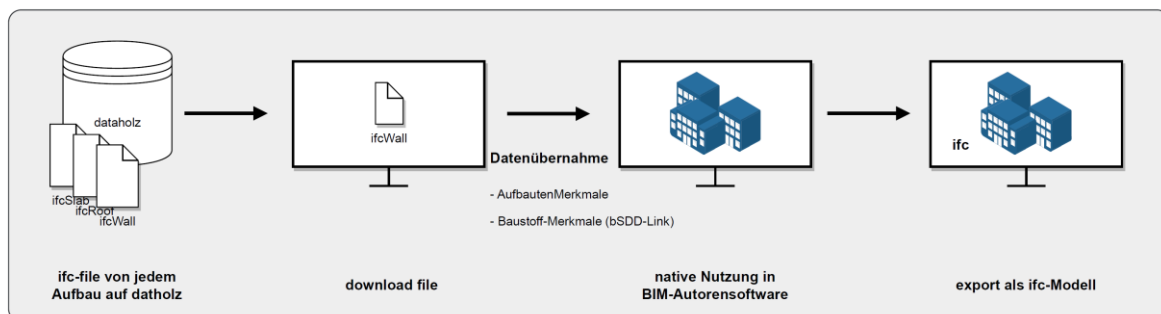 dataholz
ifcSlab
ifcRoof
ifcWall
ifc-file von jedem
Aufbau auf datholz
ifcWall
download file
Datenübernahme
- AufbautenMerkmale
- Baustoff-Merkmale (bSDD-Link)
native Nutzung in
BIM-Autorensoftware
ifc
export als ifc-Modell